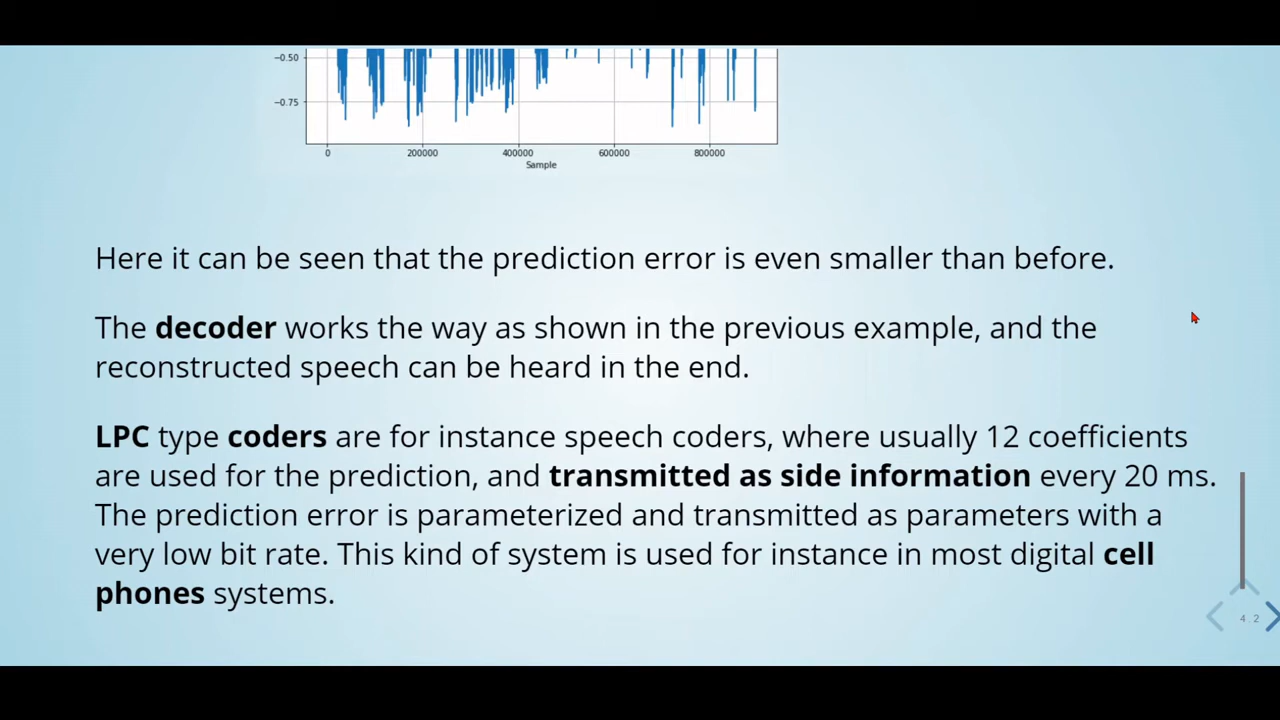 −0.50
−0.75
0 200000 400000 600000 800000
Sample
Here it can be seen that the prediction error is even smaller than before.
The decoder works the way as shown in the previous example, and the
reconstructed speech can be heard in the end.
LPC type coders are for instance speech coders, where usually 12 coefficients
are used for the prediction, and transmitted as side information every 20 ms.
The prediction error is parameterized and transmitted as parameters with a
very low bit rate. This kind of system is used for instance in most digital cell
phones systems.
4.2